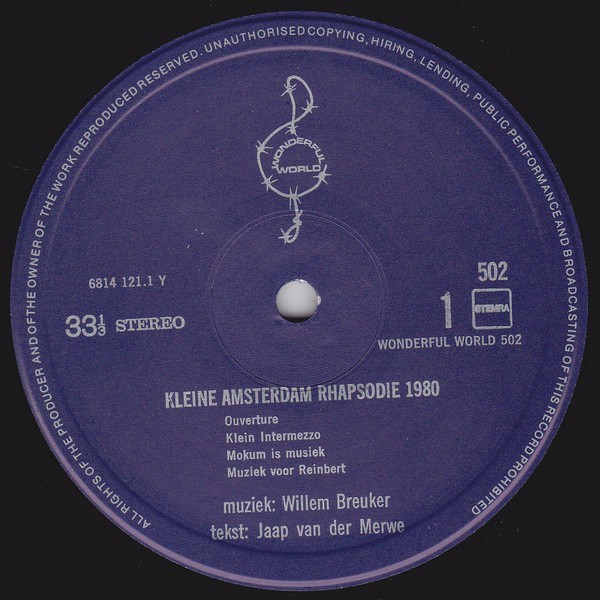 ALL RIGHTS OF THE PRODUCER AND OF THE OWNER OF THE WORK REPRODUCED RESERVED. UNAUTHORISED COPYING, HIRING, LENDING, PUBLIC PERFORMANCE AND BROADCASTING OF THIS RECORD PROHIBITED
WONDERFUL
WORLD
6814 121.1 Y
502
33⅓ STEREO
1 STEMRA
WONDERFUL WORLD 502
KLEINE AMSTERDAM RHAPSODIE 1980
Ouverture
Klein Intermezzo
Mokum is musiek
Muziek voor Reinbert
muziek: Willem Breuker
tekst: Jaap van der Merwe